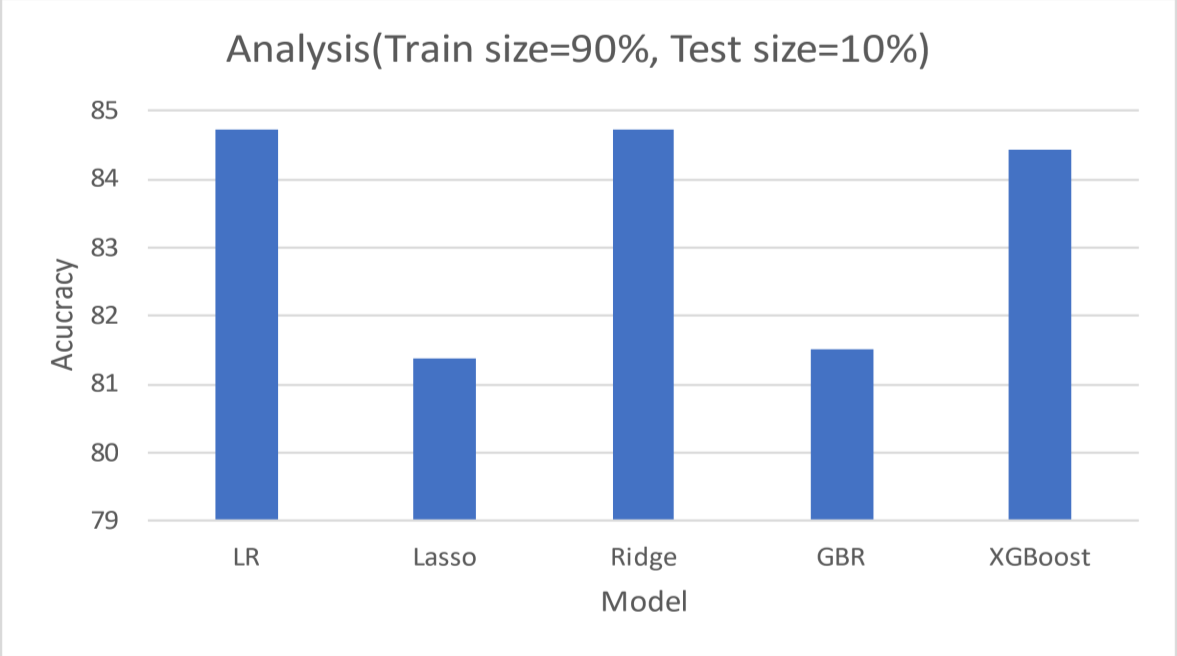 Analysis(Train size=90%, Test size=10%)
85
84
83
82
81
80
79
Acucracy
LR
Lasso
Ridge
GBR
XGBoost
Model